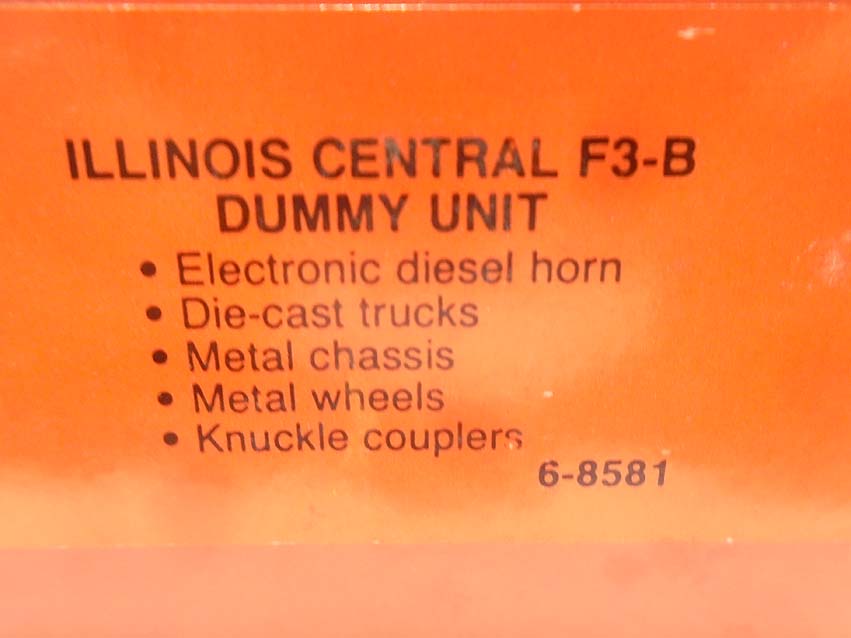 ILLINOIS CENTRAL F3-B
DUMMY UNIT
• Electronic diesel horn
• Die-cast trucks
• Metal chassis
• Metal wheels
• Knuckle couplers
6-8581